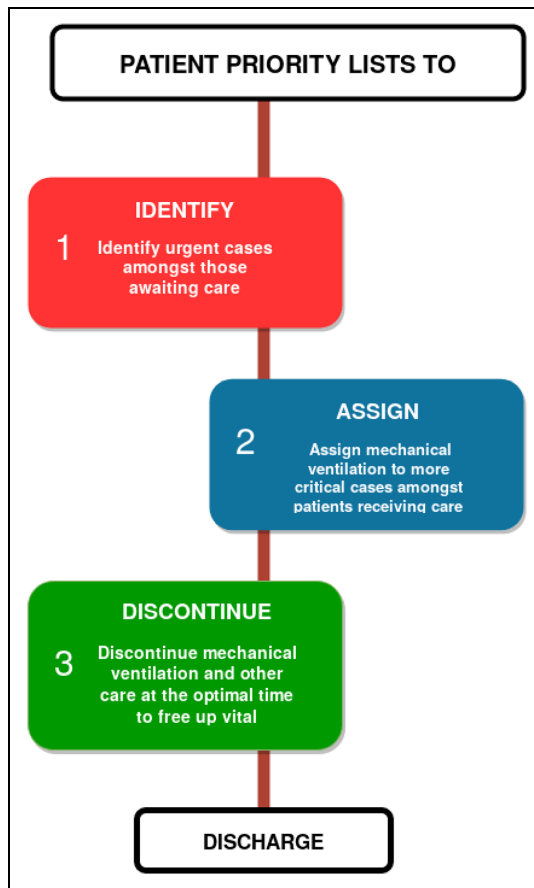 PATIENT PRIORITY LISTS TO
IDENTIFY
1
Identify urgent cases
amongst those
awaiting care
ASSIGN
2
Assign mechanical
ventilation to more
critical cases amongst
patients receiving care
DISCONTINUE
3
Discontinue mechanical
ventilation and other
care at the optimal time
to free up vital
DISCHARGE